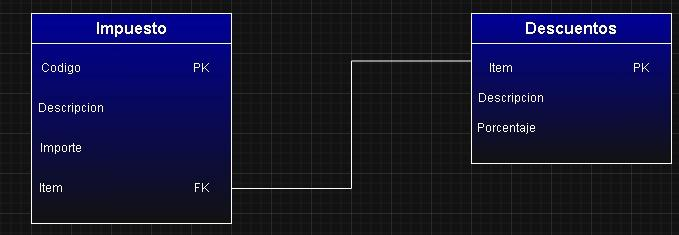 Impuesto
Codigo PK
Descripcion
Importe
Item FK
Descuentos
Item PK
Descripcion
Porcentaje